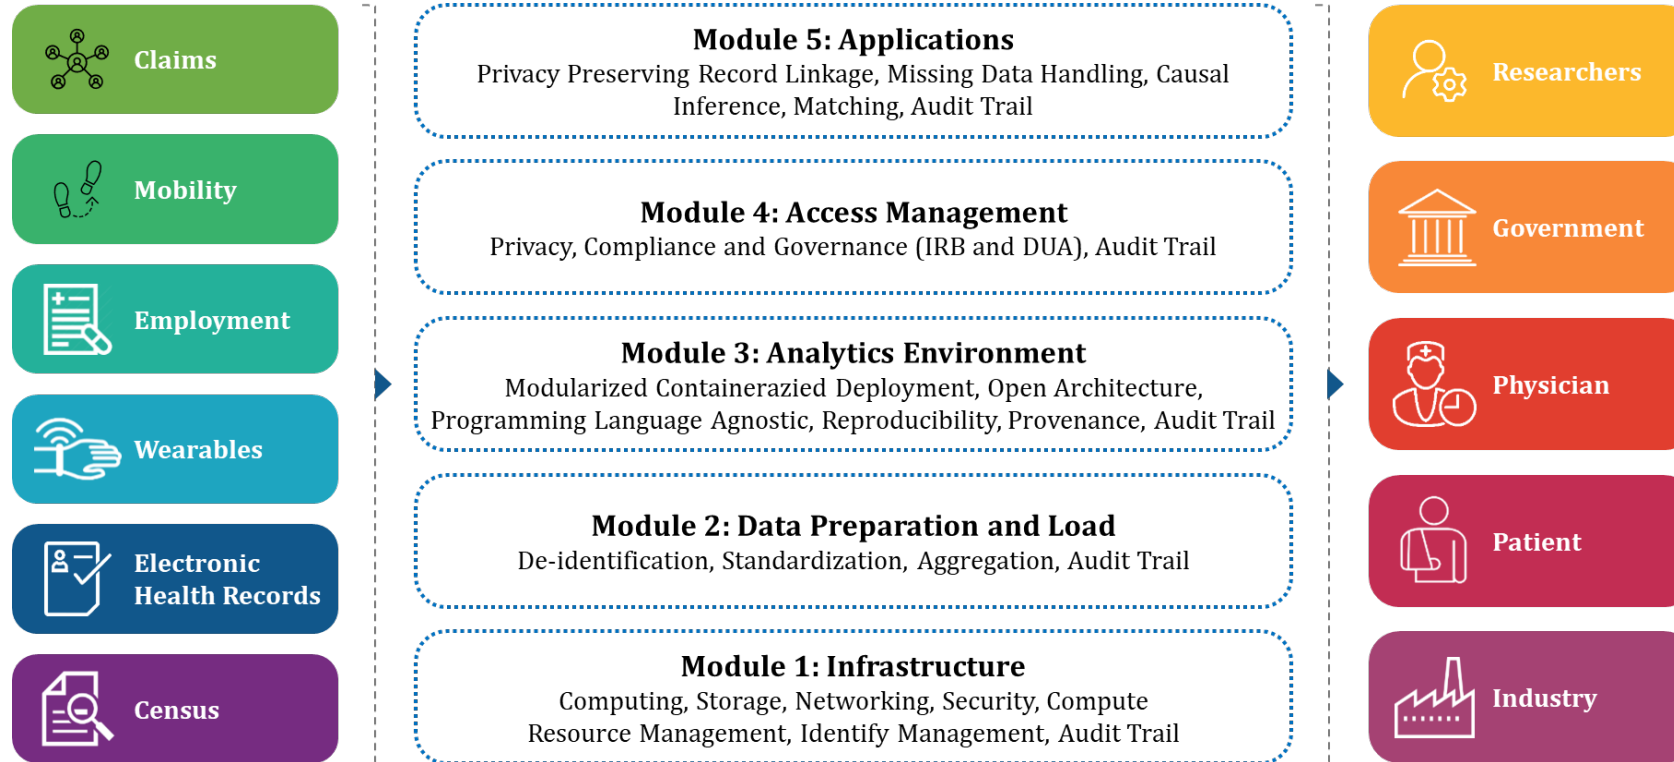 Claims
Mobility
Employment
Wearables
Electronic
Health Records
Census
Module 5: Applications
Privacy Preserving Record Linkage, Missing Data Handling, Causal
Inference, Matching, Audit Trail
Module 4: Access Management
Privacy, Compliance and Governance (IRB and DUA), Audit Trail
Module 3: Analytics Environment
Modularized Containerazied Deployment, Open Architecture,
Programming Language Agnostic, Reproducibility, Provenance, Audit Trail
Module 2: Data Preparation and Load
De-identification, Standardization, Aggregation, Audit Trail
Module 1: Infrastructure
Computing, Storage, Networking, Security, Compute
Resource Management, Identify Management, Audit Trail
Researchers
Government
Physician
Patient
Industry